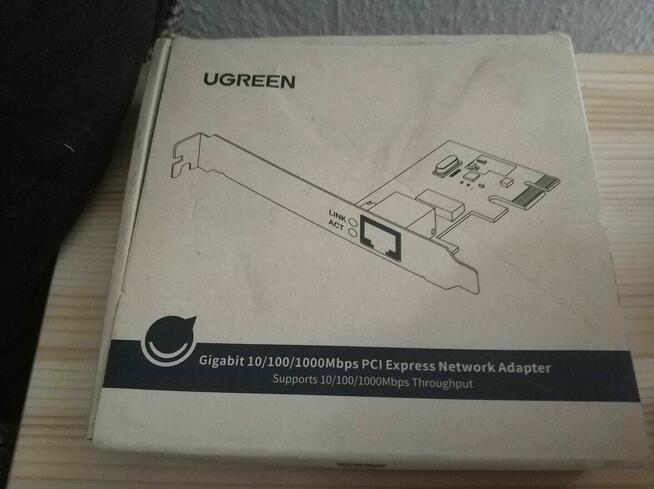 UGREEN
LINK
ACT
Gigabit 10/100/1000Mbps PCI Express Network Adapter
Supports 10/100/1000Mbps Throughput